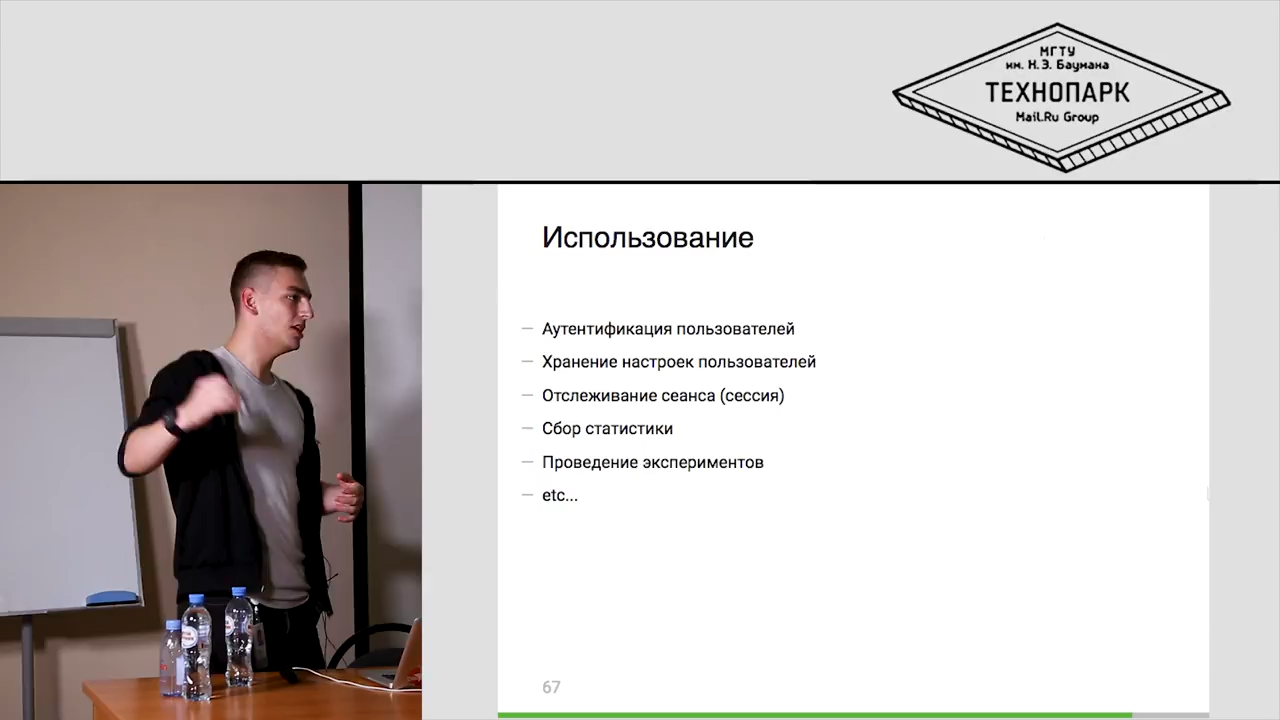 МГТУ
им. Н.Э. Баумана
ТЕХНОПАРК
Mail.Ru Group
Использование
Аутентификация пользователей
Хранение настроек пользователей
Отслеживание сеанса (сессия)
Сбор статистики
Проведение экспериментов
etc...
67